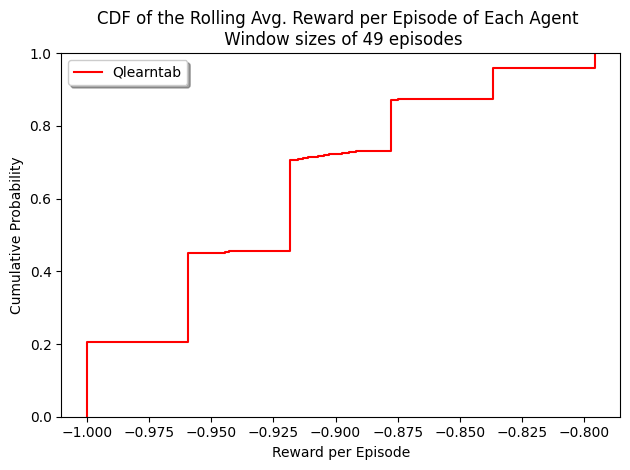 CDF of the Rolling Avg. Reward per Episode of Each Agent
Window sizes of 49 episodes
Qlearntab
1.0
0.8
0.6
0.4
0.2
0.0
Cumulative Probability
−1.000 −0.975 −0.950 −0.925 −0.900 −0.875 −0.850 −0.825 −0.800
Reward per Episode